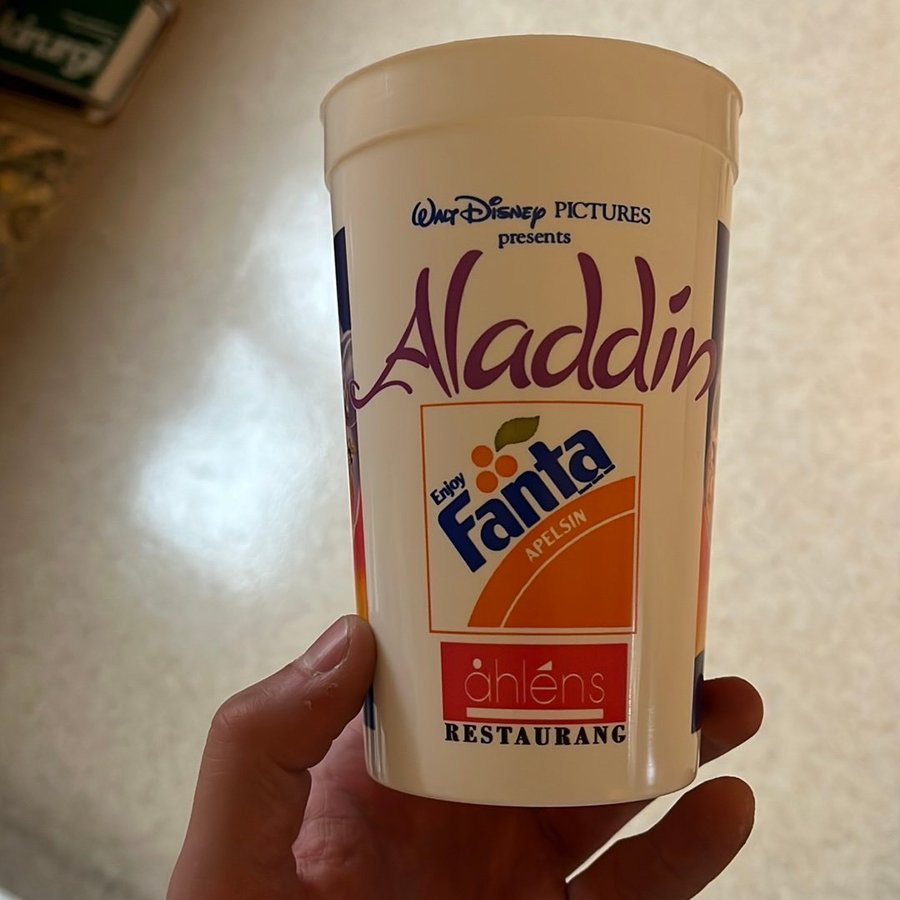 WALT DISNEY PICTURES
presents
Aladdin
Enjoy
Fanta
APELSIN
åhléns
RESTAURANG